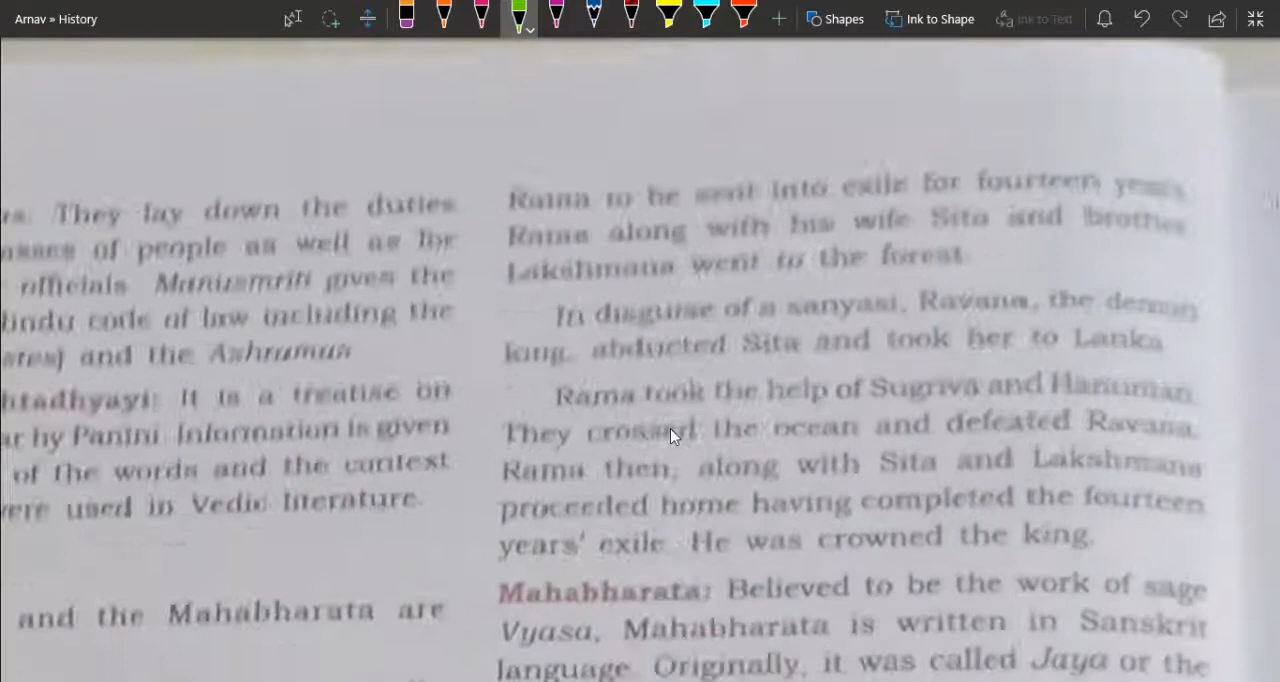 Arnav » History
Shapes
Ink to Shape
Ink to Text
They lay down the duties
of people as well as for
officials Manusmriti gives the
code of law including the
and the Ashramas
It is a treatise on
by Panini Information is given
of the words and the context
used in Vedic literature.
and the Mahabharata are
Rama to be sent into exile for fourteen years
Rama along with his wife Sita and brother
Lakshmana went to the forest
In disguise of a sanyasi, Ravana, the demon
king, abducted Sita and took her to Lanka
Rama took the help of Sugriva and Hanuman
They crossed the ocean and defeated Ravana.
Rama then, along with Sita and Lakshmana
proceeded home having completed the fourteen
years' exile. He was crowned the king.
Mahabharata: Believed to be the work of sage
Vyasa, Mahabharata is written in Sanskrit
language. Originally, it was called Jaya or the